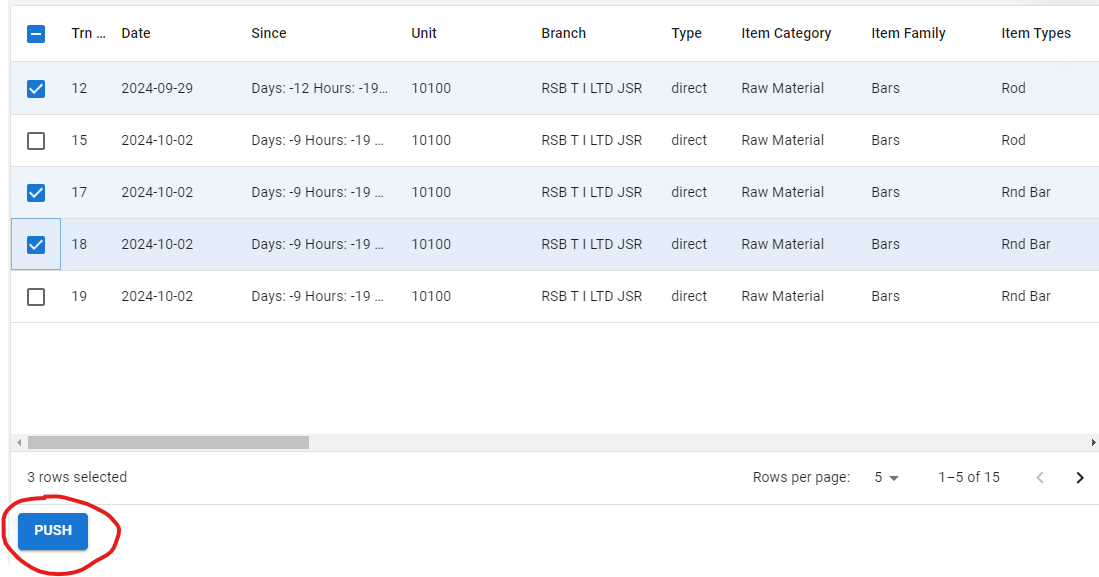 Trn ... Date Since Unit Branch Type Item Category Item Family Item Types
12 2024-09-29 Days: -12 Hours: -19... 10100 RSB T I LTD JSR direct Raw Material Bars Rod
15 2024-10-02 Days: -9 Hours: -19 ... 10100 RSB T I LTD JSR direct Raw Material Bars Rod
17 2024-10-02 Days: -9 Hours: -19 ... 10100 RSB T I LTD JSR direct Raw Material Bars Rnd Bar
18 2024-10-02 Days: -9 Hours: -19 ... 10100 RSB T I LTD JSR direct Raw Material Bars Rnd Bar
19 2024-10-02 Days: -9 Hours: -19 ... 10100 RSB T I LTD JSR direct Raw Material Bars Rnd Bar
3 rows selected Rows per page: 5 1–5 of 15
PUSH